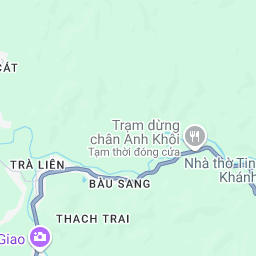 CÁT
Trạm dừng
chân Anh Khôi
Tạm thời đóng cửa
Nhà thờ Tin
Khánh
TRÀ LIÊN
BÀU SANG
THACH TRAI
Giao